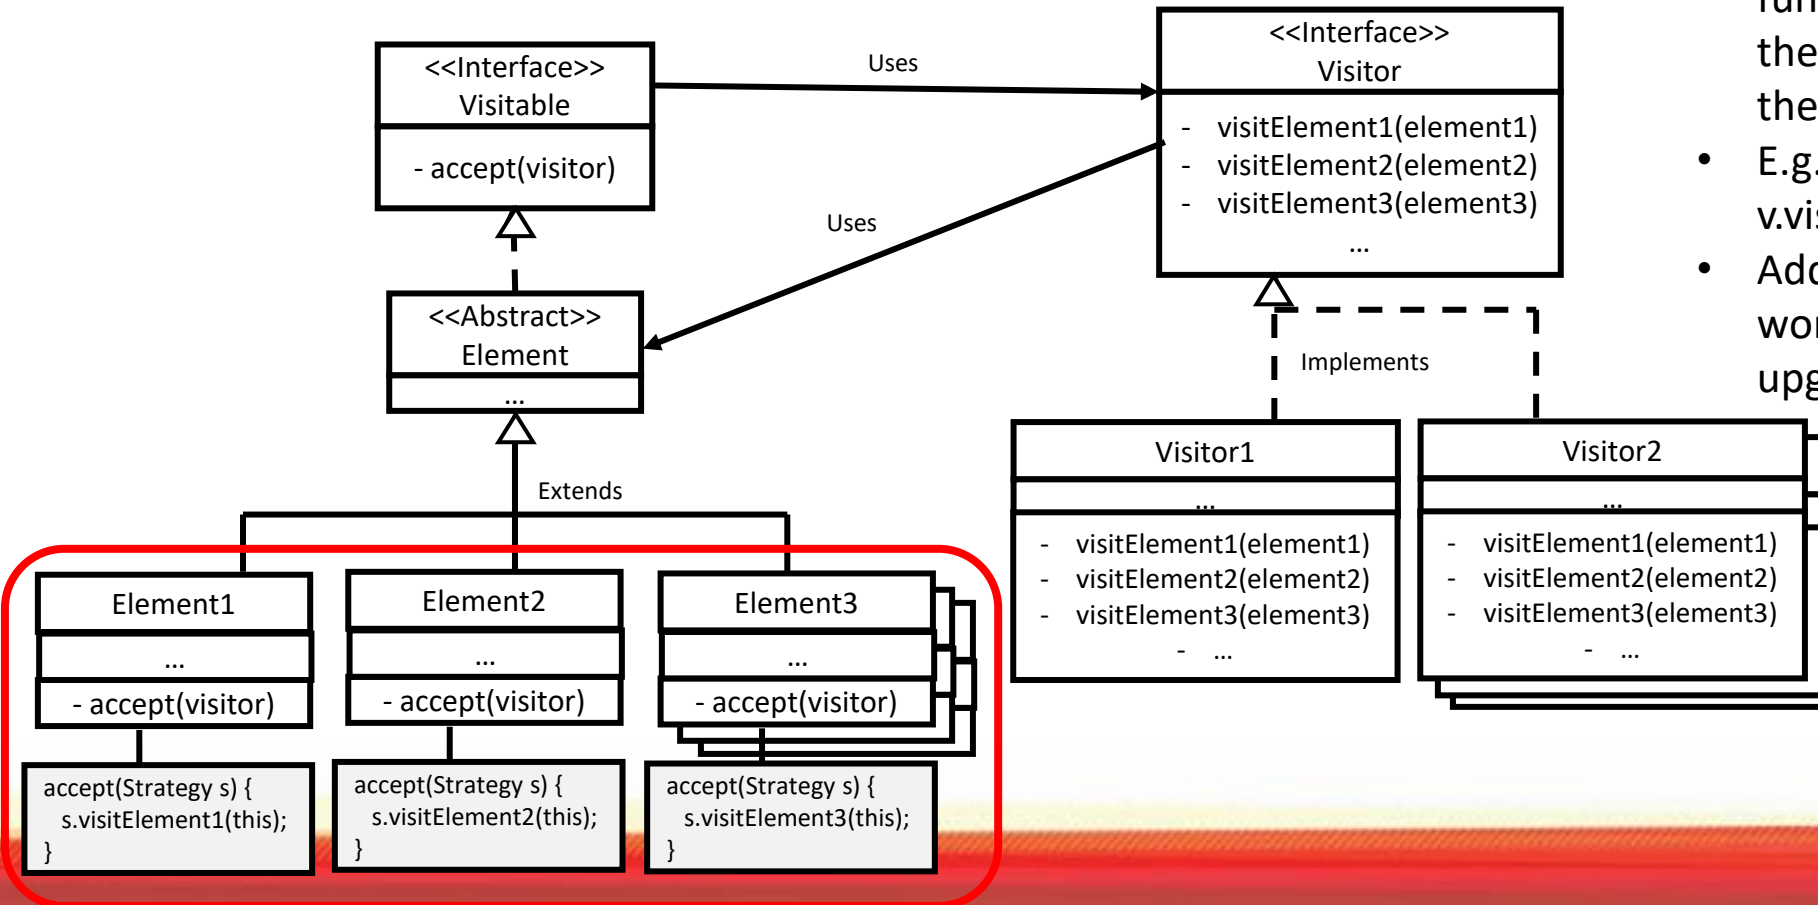 <<Interface>>
Visitable
- accept(visitor)
Uses
<<Interface>>
Visitor
- visitElement1(element1)
- visitElement2(element2)
- visitElement3(element3)
...
Uses
<<Abstract>>
Element
...
Extends
Implements
Element1
...
- accept(visitor)
Element2
...
- accept(visitor)
Element3
...
- accept(visitor)
accept(Strategy s) {
s.visitElement1(this);
}
accept(Strategy s) {
s.visitElement2(this);
}
accept(Strategy s) {
s.visitElement3(this);
}
Visitor1
...
- visitElement1(element1)
- visitElement2(element2)
- visitElement3(element3)
- ...
Visitor2
...
- visitElement1(element1)
- visitElement2(element2)
- visitElement3(element3)
- ...
the
the
• E.g.
•